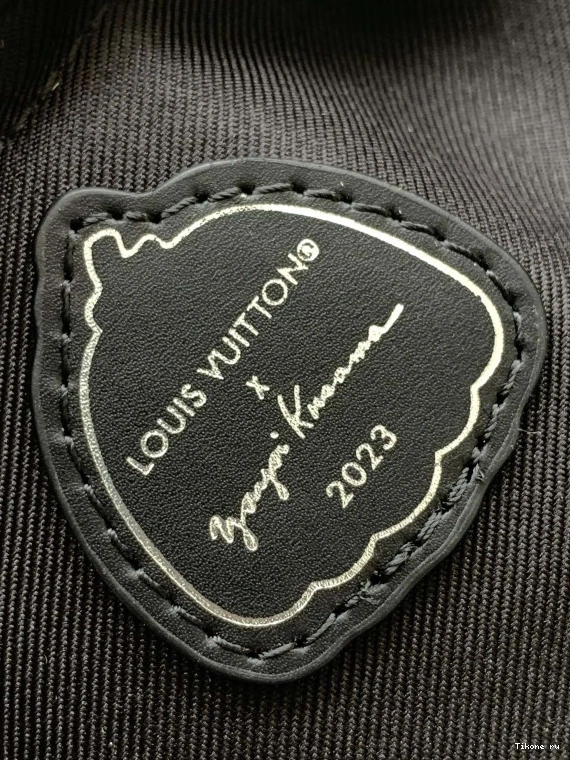 LOUIS VUITTON®
x
Yayoi Kusama
2023
Tikone ru